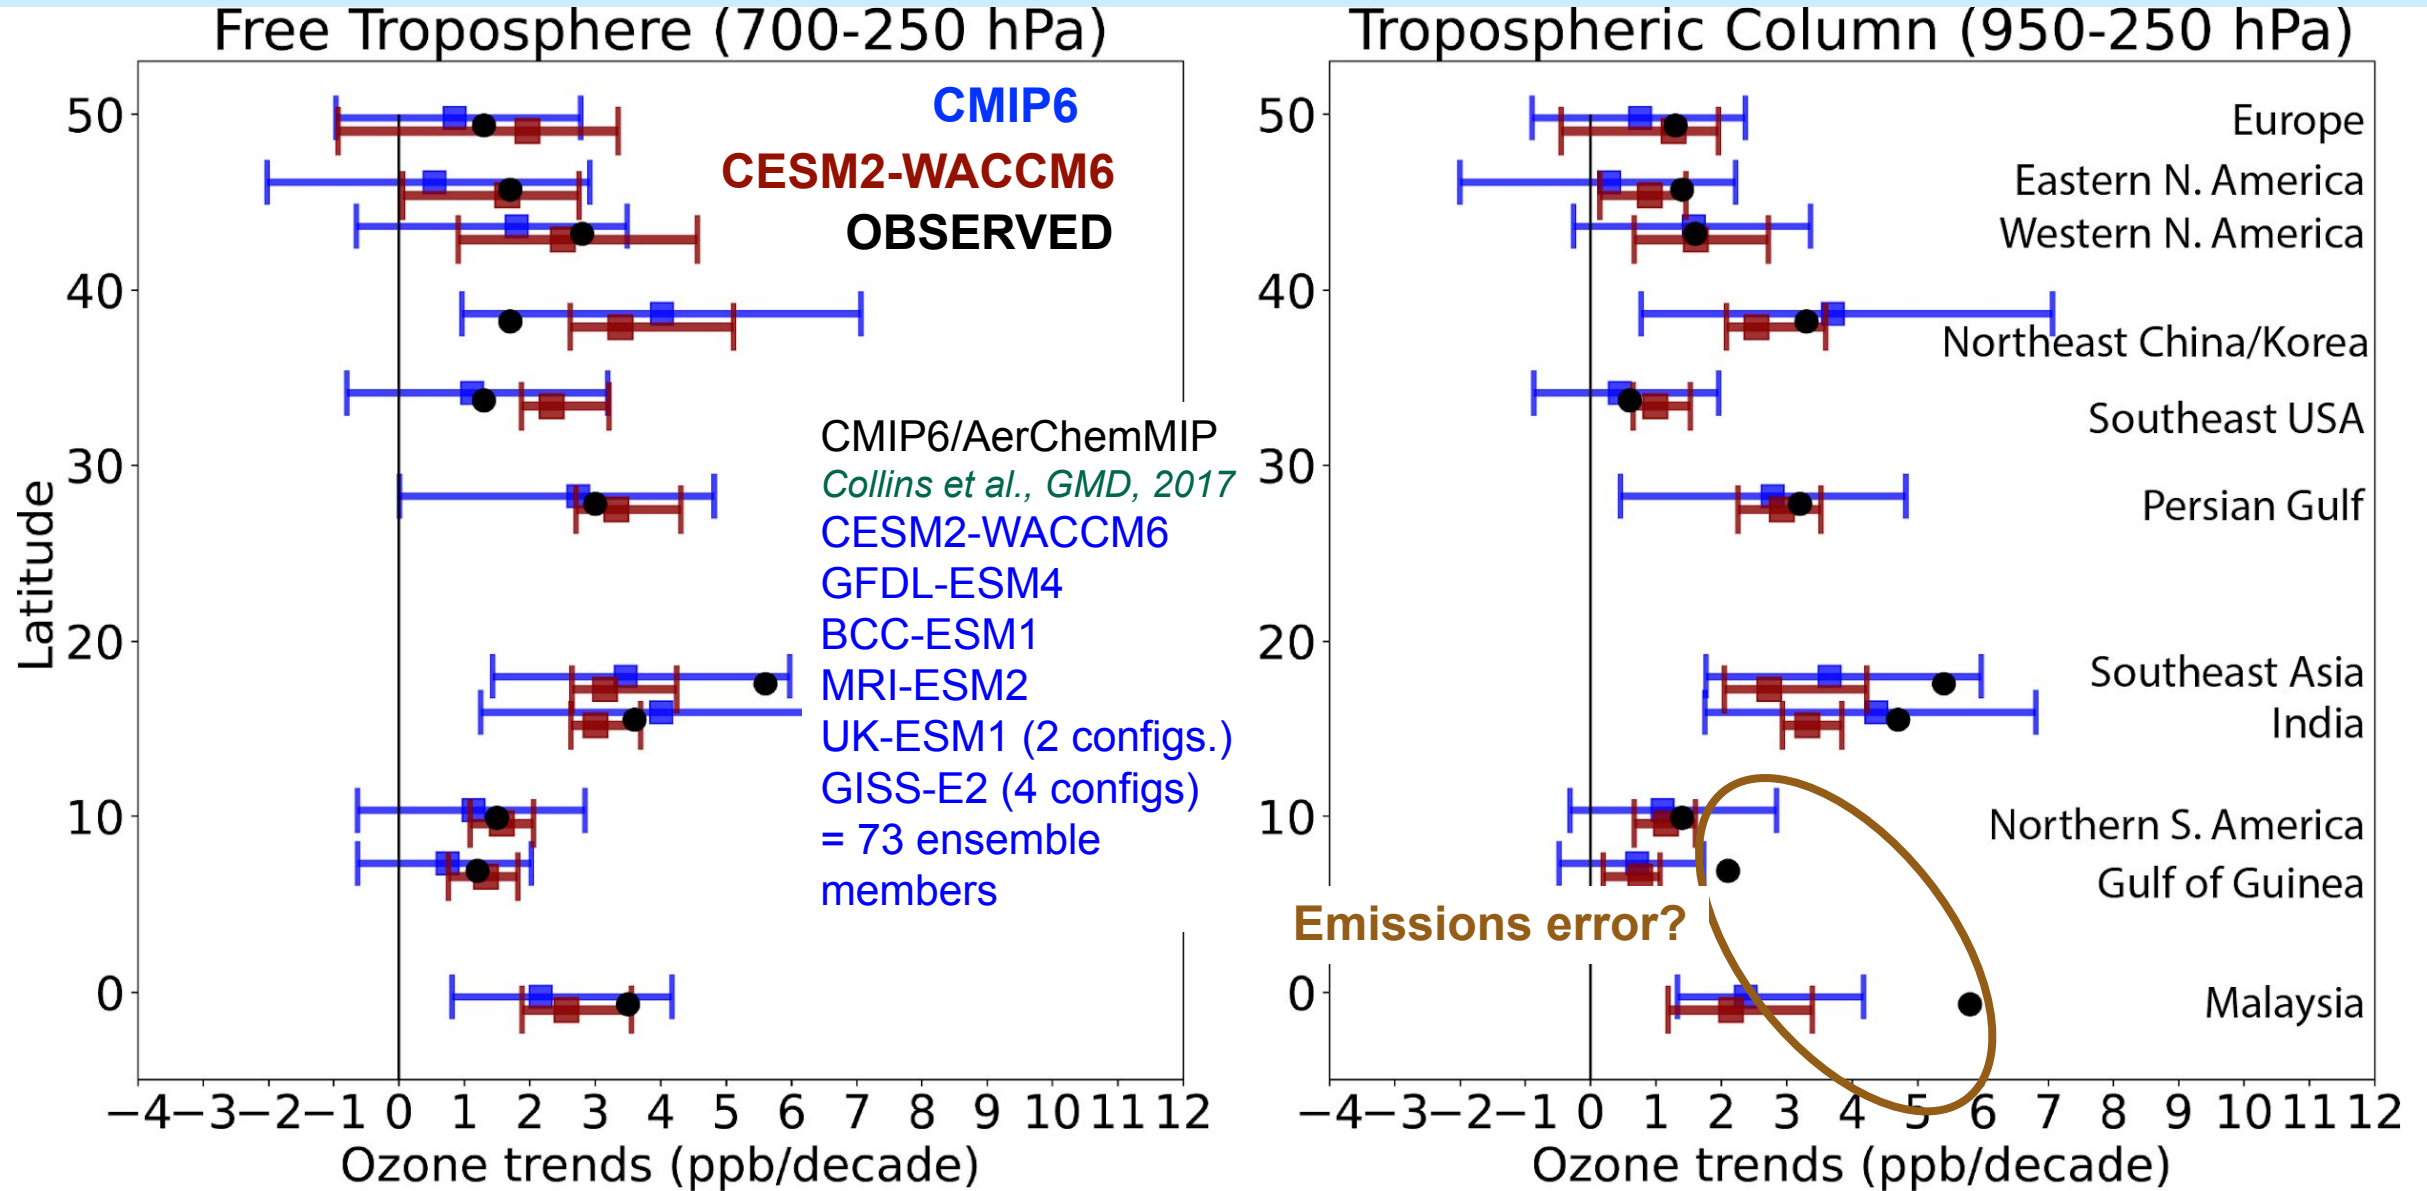 Free Troposphere (700-250 hPa)
50
40
30
20
10
0
Latitude
−4 −3 −2 −1 0 1 2 3 4 5 6 7 8 9 10 11 12
Ozone trends (ppb/decade)
CMIP6
CESM2-WACCM6
OBSERVED
CMIP6/AerChemMIP
Collins et al., GMD, 2017
CESM2-WACCM6
GFDL-ESM4
BCC-ESM1
MRI-ESM2
UK-ESM1 (2 configs.)
GISS-E2 (4 configs)
= 73 ensemble
members
Tropospheric Column (950-250 hPa)
50
40
30
20
10
0
Europe
Eastern N. America
Western N. America
Northeast China/Korea
Southeast USA
Persian Gulf
Southeast Asia
India
Northern S. America
Gulf of Guinea
Emissions error?
Malaysia
−4 −3 −2 −1 0 1 2 3 4 5 6 7 8 9 10 11 12
Ozone trends (ppb/decade)